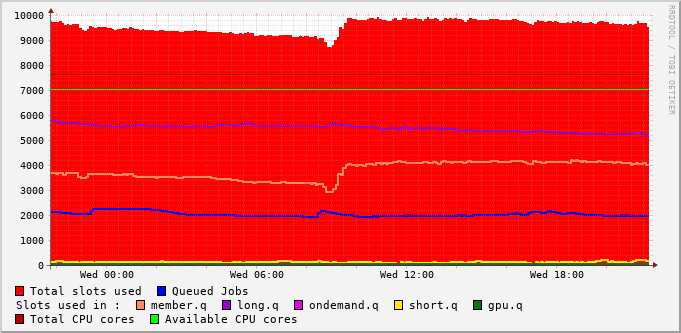 10000
9000
8000
7000
6000
5000
4000
3000
2000
1000
0
Wed 00:00 Wed 06:00 Wed 12:00 Wed 18:00
Total slots used Queued Jobs
Slots used in : member.q long.q ondemand.q short.q gpu.q
Total CPU cores Available CPU cores
RRDTOOL / TOBI OETIKER